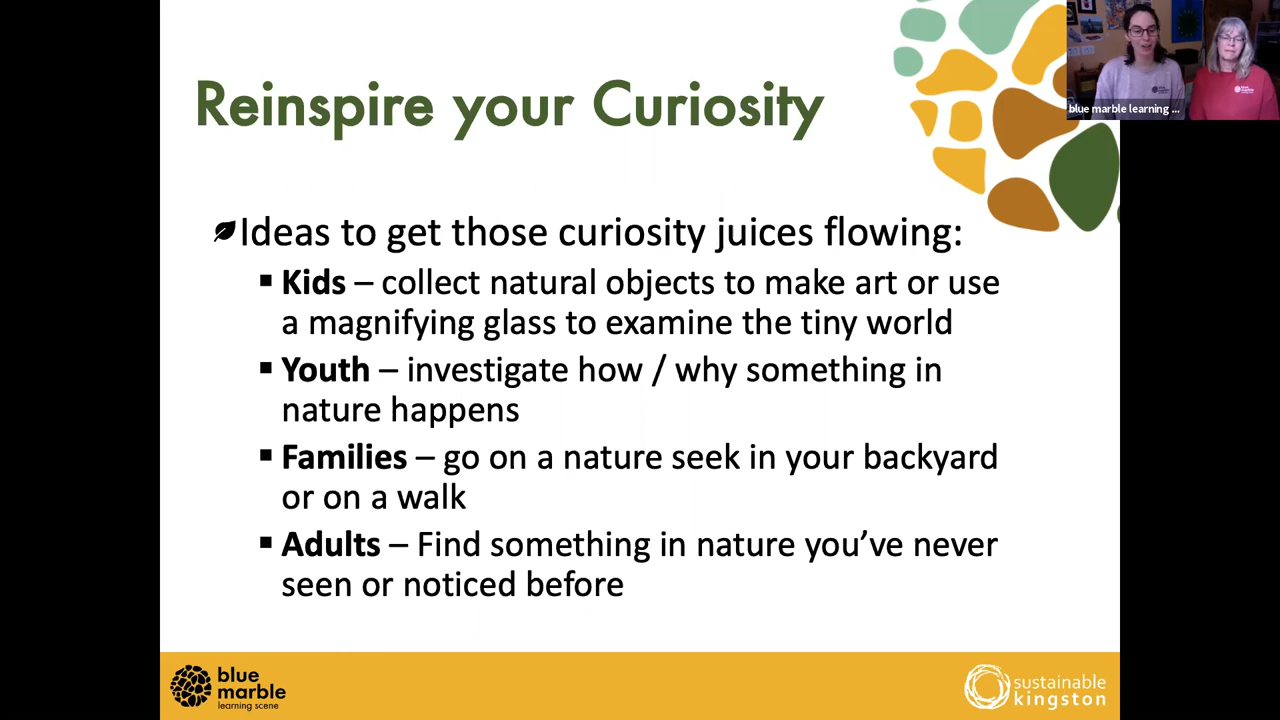 Reinspire your Curiosity
blue marble learning ...
Ideas to get those curiosity juices flowing:
Kids – collect natural objects to make art or use
a magnifying glass to examine the tiny world
Youth – investigate how / why something in
nature happens
Families – go on a nature seek in your backyard
or on a walk
Adults – Find something in nature you've never
seen or noticed before
blue
marble
learning scene
sustainable
kingston